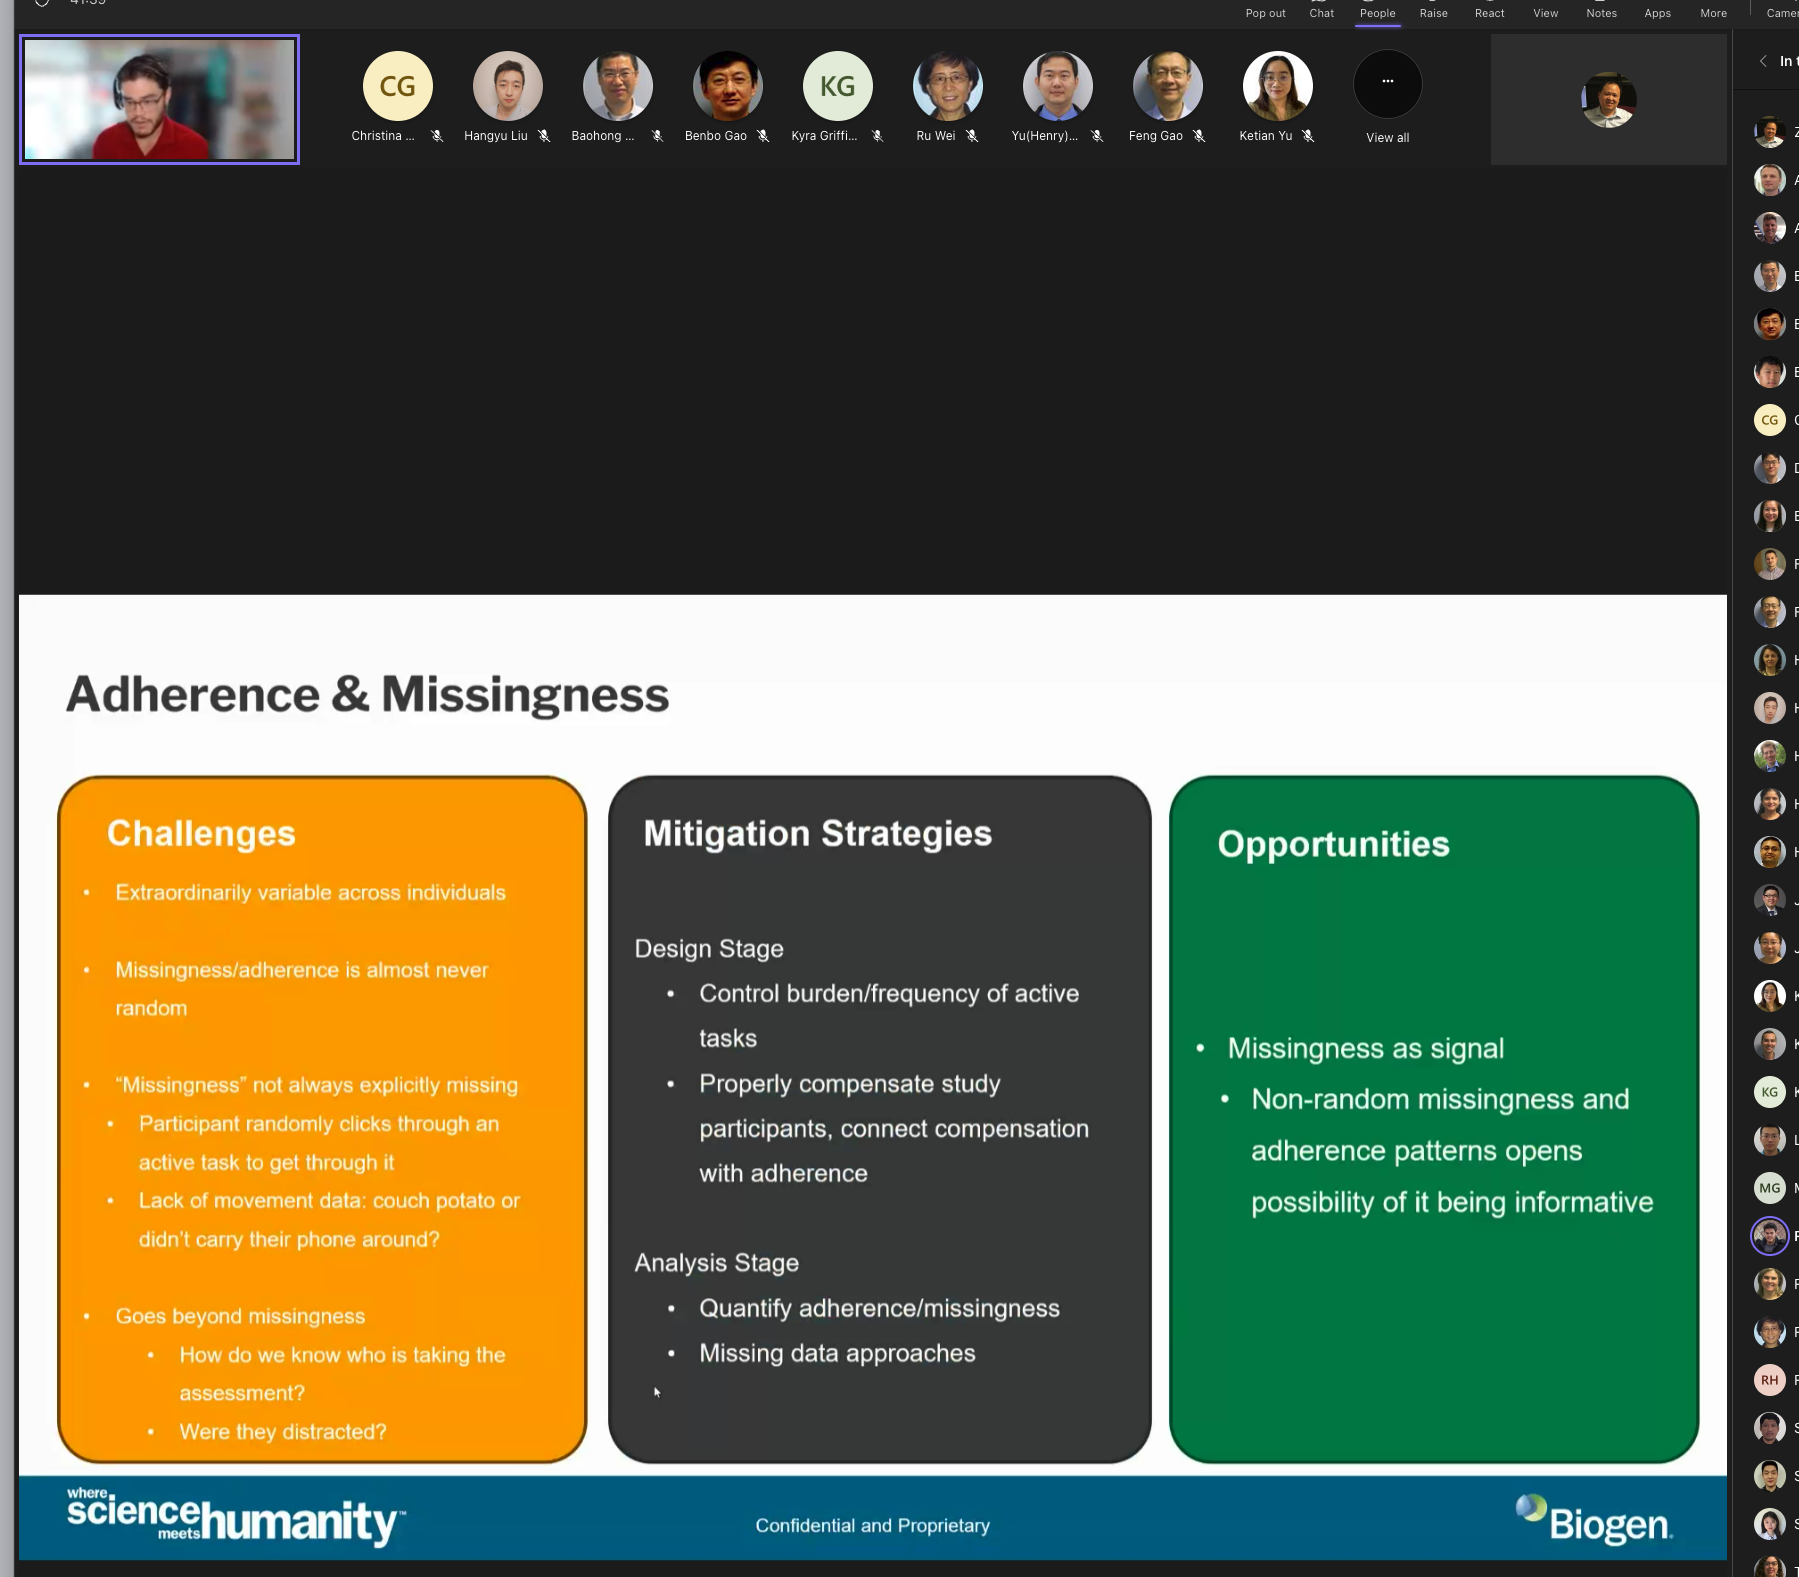 Pop out Chat People Raise React View Notes Apps More
CG
KG
...
Christina ... Hangyu Liu Baohong ... Benbo Gao Kyra Griffi... Ru Wei Yu(Henry)... Feng Gao Ketian Yu View all
CG
KG
MG
RH
Adherence & Missingness
Challenges
• Extraordinarily variable across individuals
• Missingness/adherence is almost never
random
• “Missingness” not always explicitly missing
• Participant randomly clicks through an
active task to get through it
• Lack of movement data: couch potato or
didn’t carry their phone around?
• Goes beyond missingness
• How do we know who is taking the
assessment?
• Were they distracted?
Mitigation Strategies
Design Stage
• Control burden/frequency of active
tasks
• Properly compensate study
participants, connect compensation
with adherence
Analysis Stage
• Quantify adherence/missingness
• Missing data approaches
Opportunities
• Missingness as signal
• Non-random missingness and
adherence patterns opens
possibility of it being informative
where
science
meets
humanity™
Confidential and Proprietary
Biogen